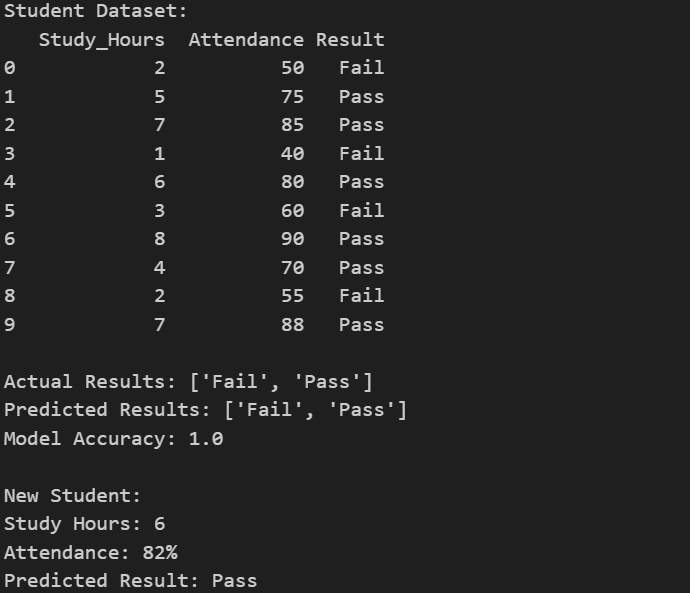 Student Dataset:
   Study_Hours  Attendance Result
0            2          50   Fail
1            5          75   Pass
2            7          85   Pass
3            1          40   Fail
4            6          80   Pass
5            3          60   Fail
6            8          90   Pass
7            4          70   Pass
8            2          55   Fail
9            7          88   Pass

Actual Results: ['Fail', 'Pass']
Predicted Results: ['Fail', 'Pass']
Model Accuracy: 1.0

New Student:
Study Hours: 6
Attendance: 82%
Predicted Result: Pass